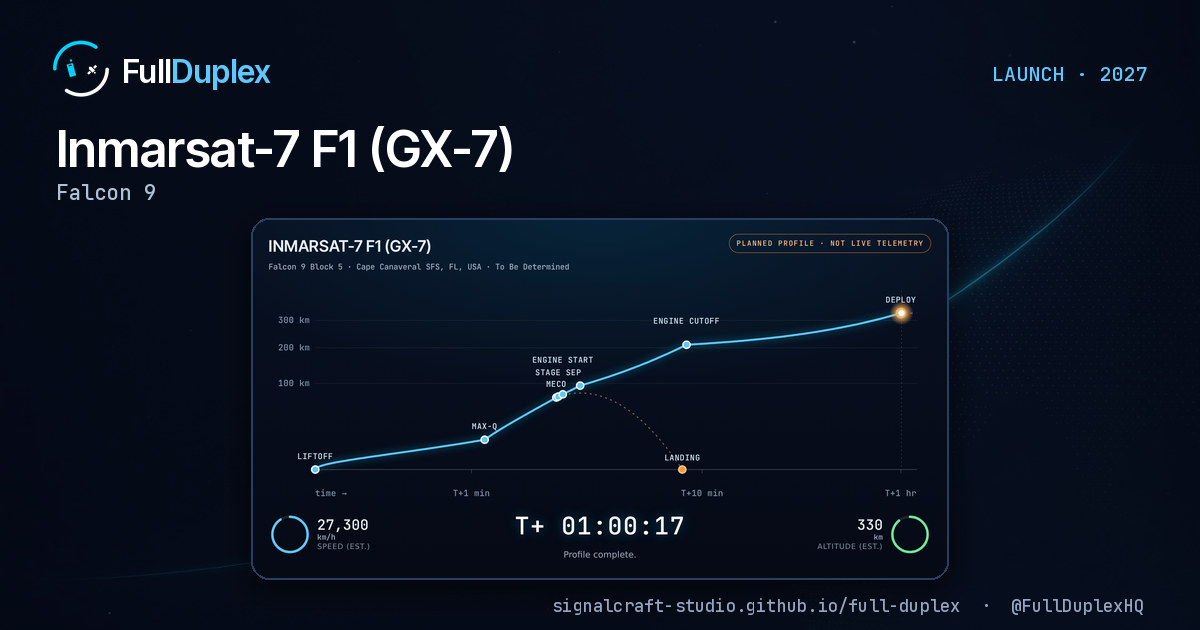 FullDuplex
LAUNCH · 2027
Inmarsat-7 F1 (GX-7)
Falcon 9
INMARSAT-7 F1 (GX-7)
PLANNED PROFILE · NOT LIVE TELEMETRY
Falcon 9 Block 5 · Cape Canaveral SFS, FL, USA · To Be Determined
DEPLOY
300 km
ENGINE CUTOFF
200 km
ENGINE START
STAGE SEP
100 km
MECO
MAX-Q
LIFTOFF
LANDING
time →
T+1 min
T+10 min
T+1 hr
27,300
km/h
SPEED (EST.)
T+ 01:00:17
Profile complete.
330
km
ALTITUDE (EST.)
signalcraft-studio.github.io/full-duplex · @FullDuplexHQ